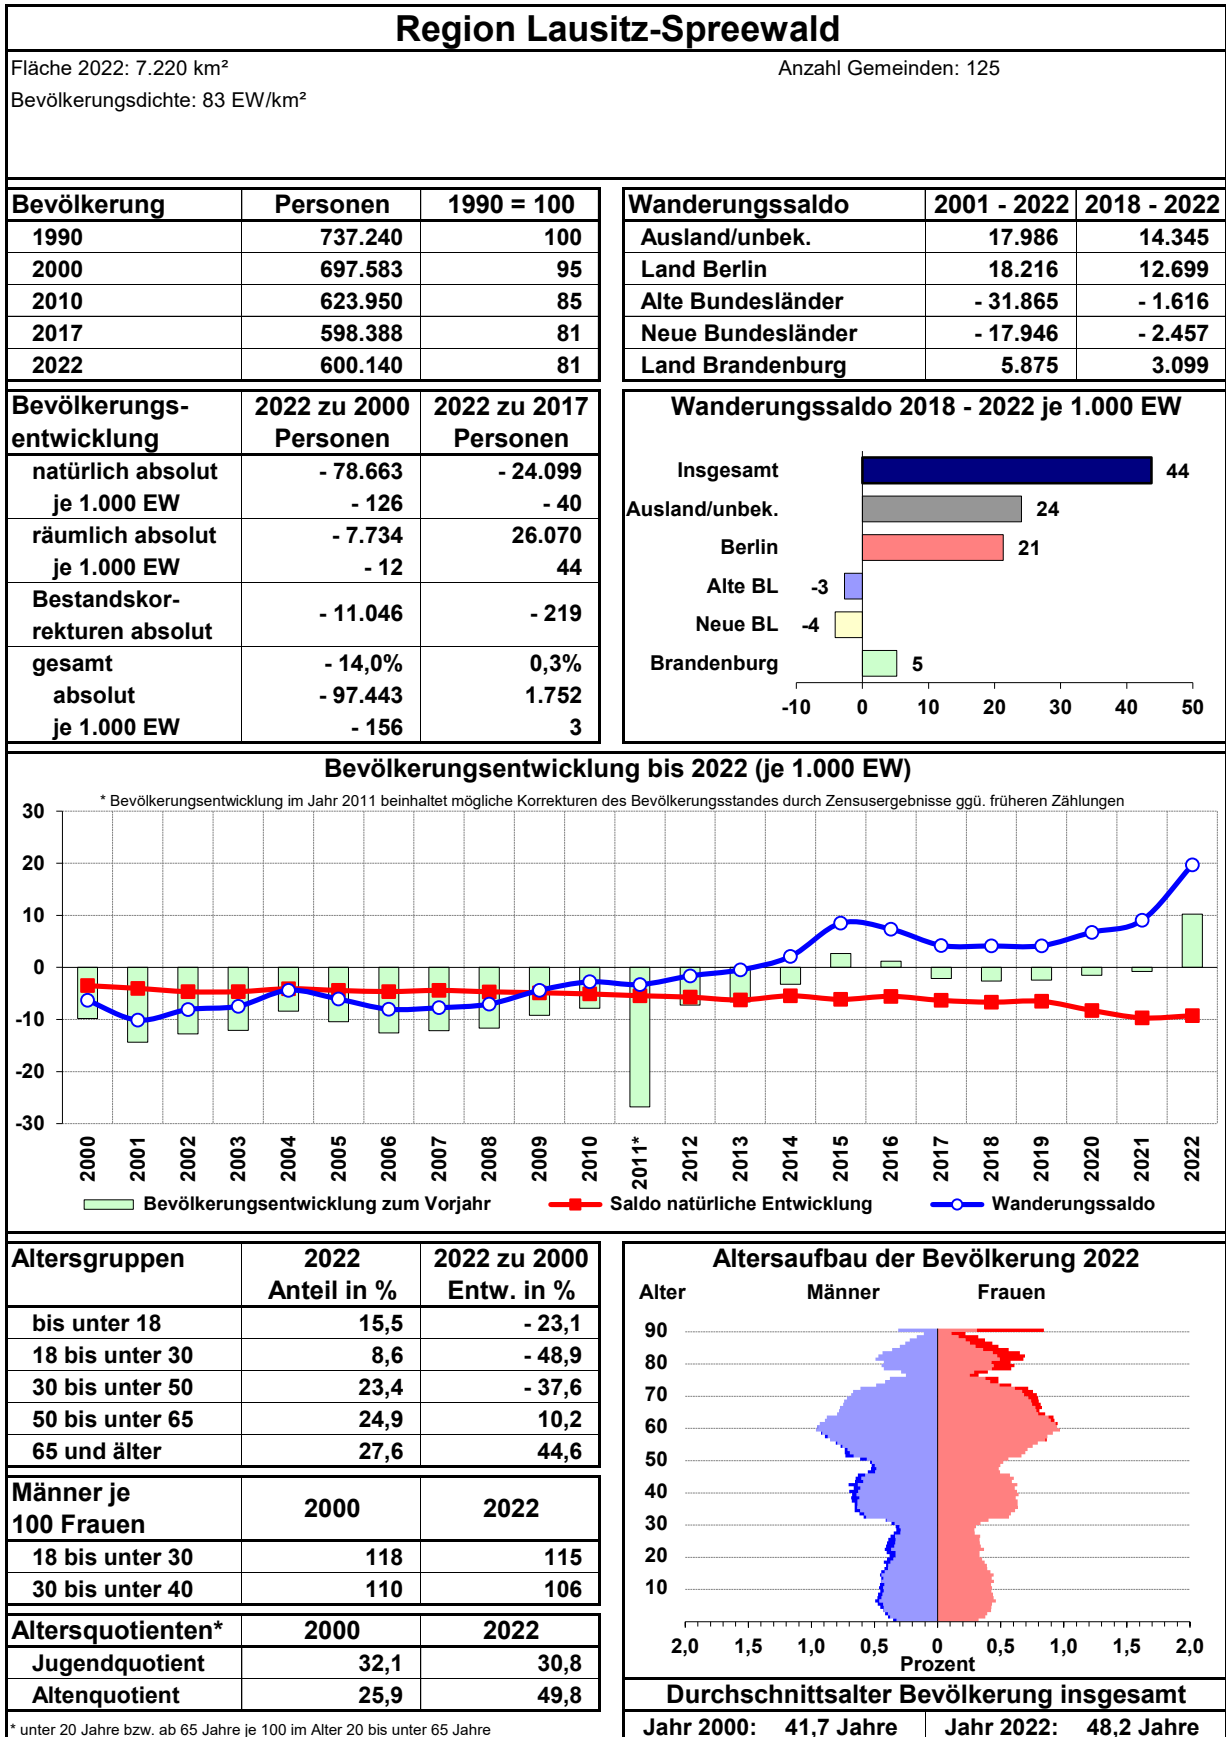 Region Lausitz-Spreewald
Fläche 2022: 7.220 km² Anzahl Gemeinden: 125
Bevölkerungsdichte: 83 EW/km²
Bevölkerung Personen 1990 = 100
1990 737.240 100
2000 697.583 95
2010 623.950 85
2017 598.388 81
2022 600.140 81
Wanderungssaldo 2001 - 2022 2018 - 2022
Ausland/unbek. 17.986 14.345
Land Berlin 18.216 12.699
Alte Bundesländer - 31.865 - 1.616
Neue Bundesländer - 17.946 - 2.457
Land Brandenburg 5.875 3.099
Bevölkerungs- 2022 zu 2000 2022 zu 2017
entwicklung Personen Personen
natürlich absolut - 78.663 - 24.099
je 1.000 EW - 126 - 40
räumlich absolut - 7.734 26.070
je 1.000 EW - 12 44
Bestandskor-
rekturen absolut - 11.046 - 219
gesamt - 14,0% 0,3%
absolut - 97.443 1.752
je 1.000 EW - 156 3
Wanderungssaldo 2018 - 2022 je 1.000 EW
Insgesamt 44
Ausland/unbek. 24
Berlin 21
Alte BL -3
Neue BL -4
Brandenburg 5
-10 0 10 20 30 40 50
Bevölkerungsentwicklung bis 2022 (je 1.000 EW)
* Bevölkerungsentwicklung im Jahr 2011 beinhaltet mögliche Korrekturen des Bevölkerungsstandes durch Zensusergebnisse ggü. früheren Zählungen
30
20
10
0
-10
-20
-30
2000 2001 2002 2003 2004 2005 2006 2007 2008 2009 2010 2011* 2012 2013 2014 2015 2016 2017 2018 2019 2020 2021 2022
Bevölkerungsentwicklung zum Vorjahr Saldo natürliche Entwicklung Wanderungssaldo
Altersgruppen 2022 2022 zu 2000
Anteil in % Entw. in %
bis unter 18 15,5 - 23,1
18 bis unter 30 8,6 - 48,9
30 bis unter 50 23,4 - 37,6
50 bis unter 65 24,9 10,2
65 und älter 27,6 44,6
Männer je
100 Frauen 2000 2022
18 bis unter 30 118 115
30 bis unter 40 110 106
Altersquotienten* 2000 2022
Jugendquotient 32,1 30,8
Altenquotient 25,9 49,8
* unter 20 Jahre bzw. ab 65 Jahre je 100 im Alter 20 bis unter 65 Jahre
Altersaufbau der Bevölkerung 2022
Alter Männer Frauen
90
80
70
60
50
40
30
20
10
2,0 1,5 1,0 0,5 0 0,5 1,0 1,5 2,0
Prozent
Durchschnittsalter Bevölkerung insgesamt
Jahr 2000: 41,7 Jahre Jahr 2022: 48,2 Jahre